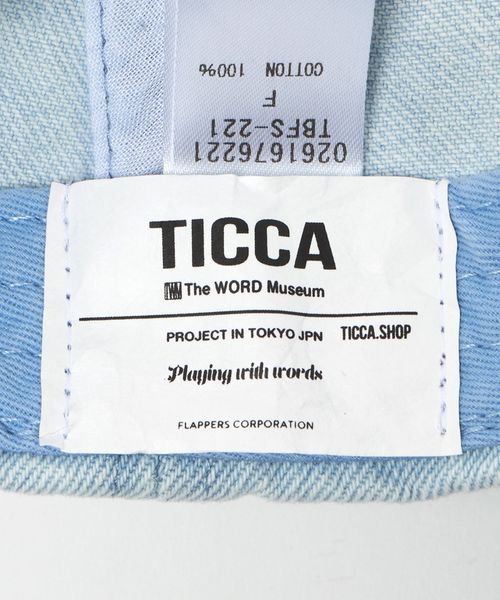 COTTON 100%
F
TBFS-221
0261676221
TICCA
TWM The WORD Museum
PROJECT IN TOKYO JPN TICCA.SHOP
Playing with words
FLAPPERS CORPORATION